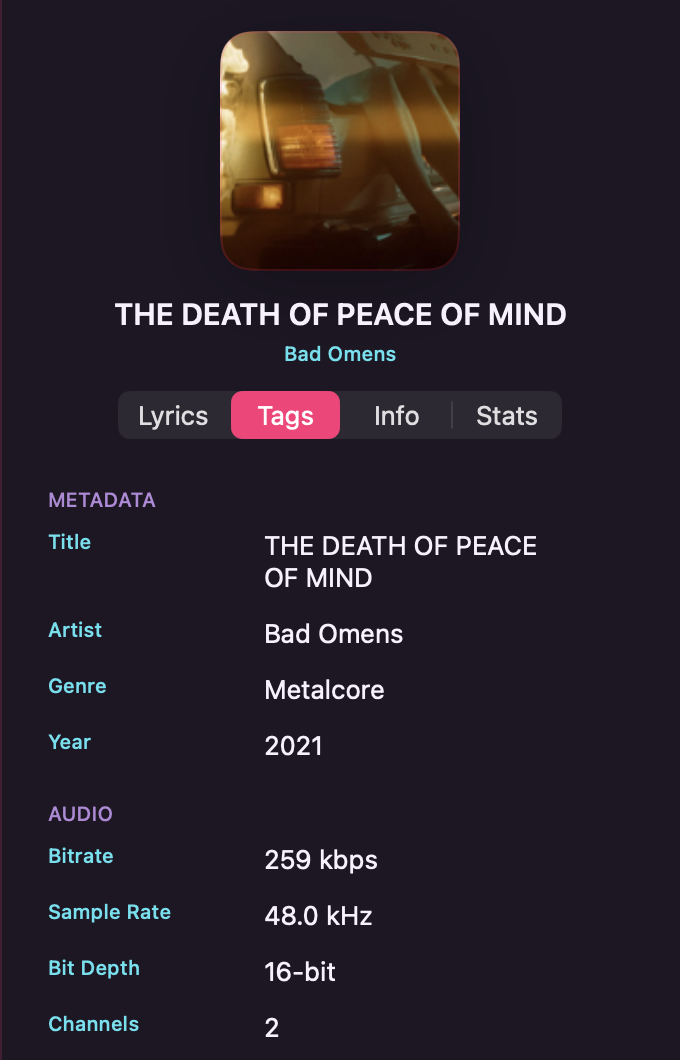 THE DEATH OF PEACE OF MIND
Bad Omens
Lyrics Tags Info Stats
METADATA
Title THE DEATH OF PEACE
OF MIND
Artist Bad Omens
Genre Metalcore
Year 2021
AUDIO
Bitrate 259 kbps
Sample Rate 48.0 kHz
Bit Depth 16-bit
Channels 2